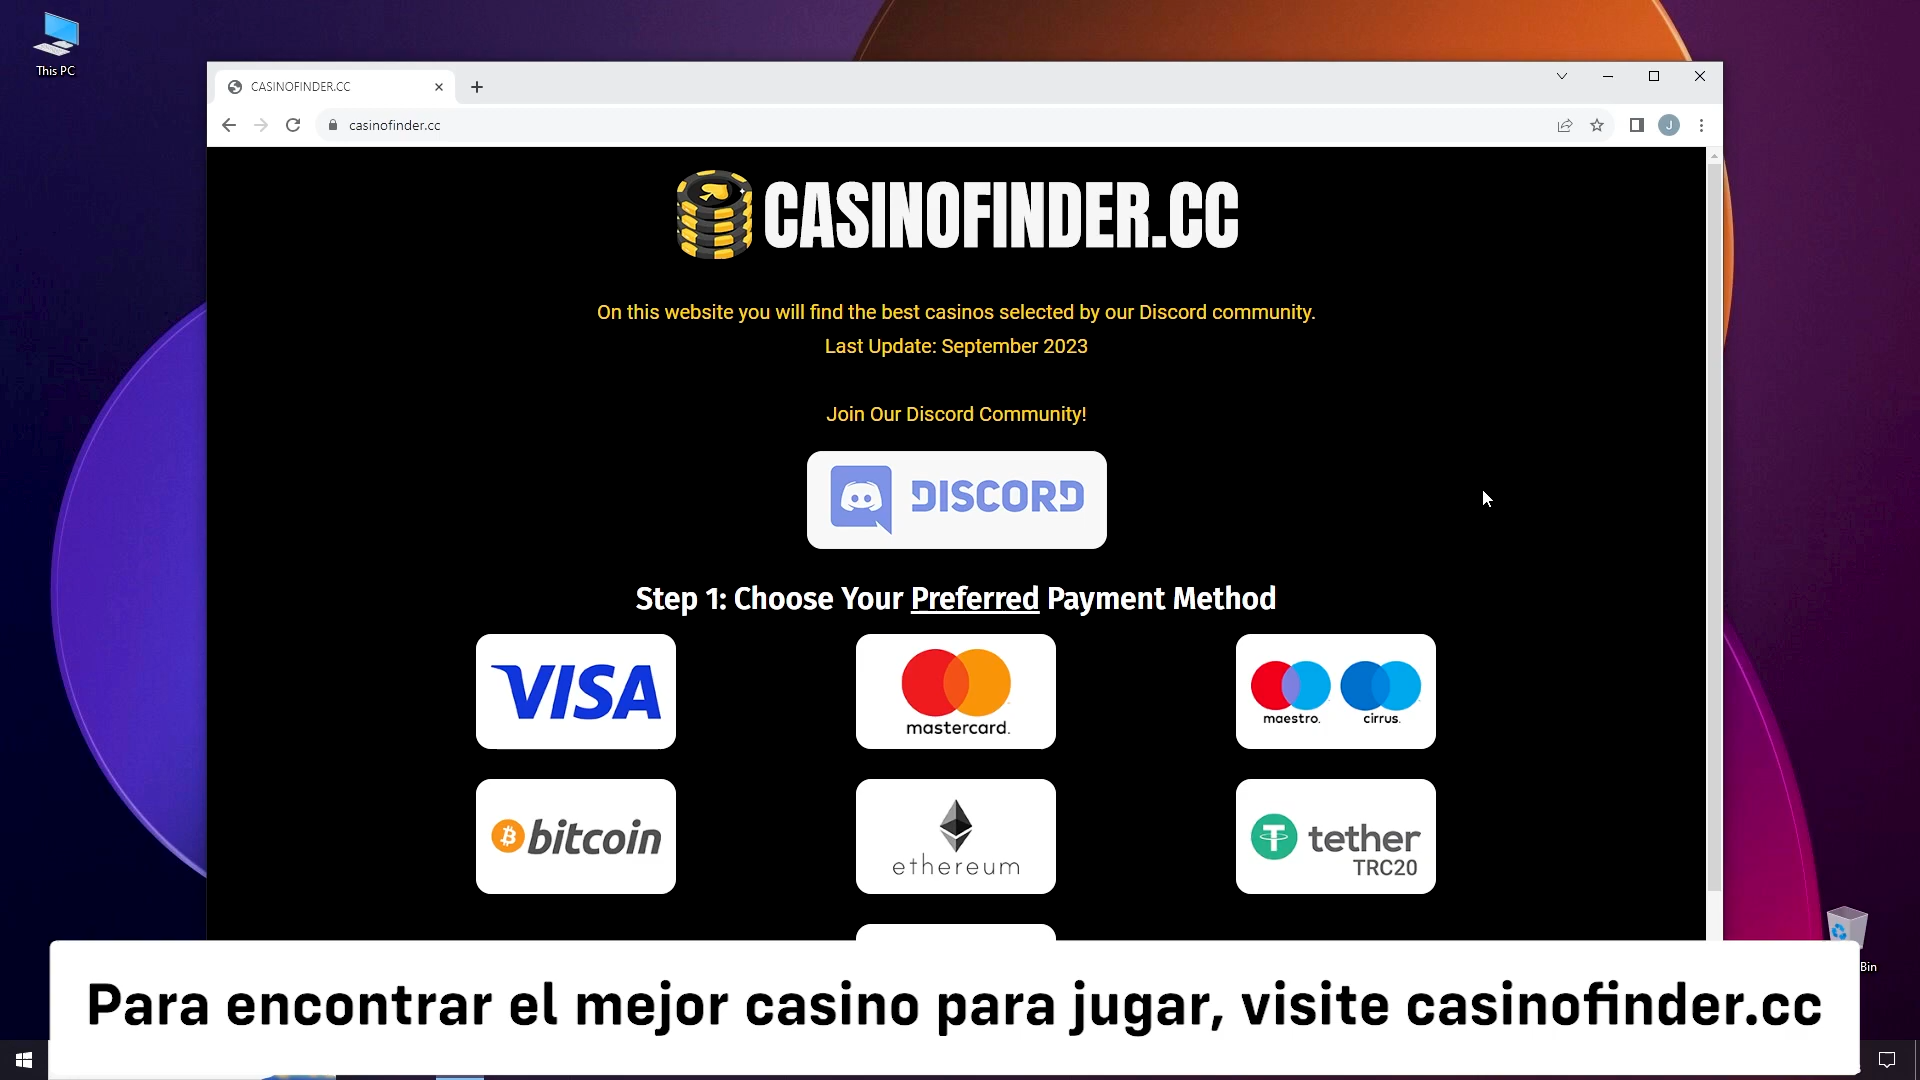 This PC
CASINOFINDER.CC
casinofinder.cc
J
CASINOFINDER.CC
On this website you will find the best casinos selected by our Discord community.
Last Update: September 2023
Join Our Discord Community!
DISCORD
Step 1: Choose Your Preferred Payment Method
VISA
mastercard.
maestro. cirrus.
bitcoin
ethereum
tether
TRC20
Bin
Para encontrar el mejor casino para jugar, visite casinofinder.cc